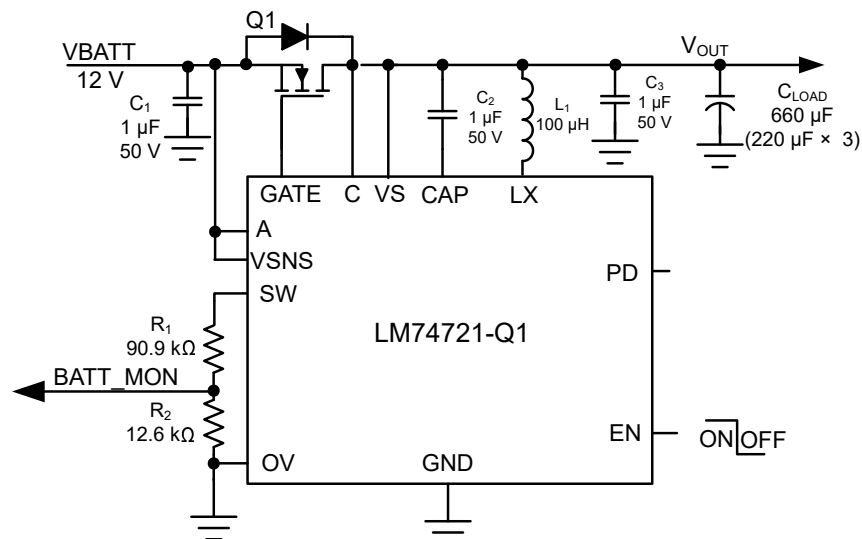 Q1
VBATT
12 V
C1
1 µF
50 V
C2
1 µF
50 V
L1
100 µH
C3
1 µF
50 V
VOUT
CLOAD
660 µF
(220 µF × 3)
GATE C VS CAP LX
A
VSNS
SW
PD
LM74721-Q1
R1
90.9 kΩ
BATT_MON
R2
12.6 kΩ
OV
GND
EN
ON OFF